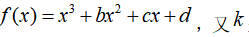 f(x) = x³ + bx² + cx + d ，又 k